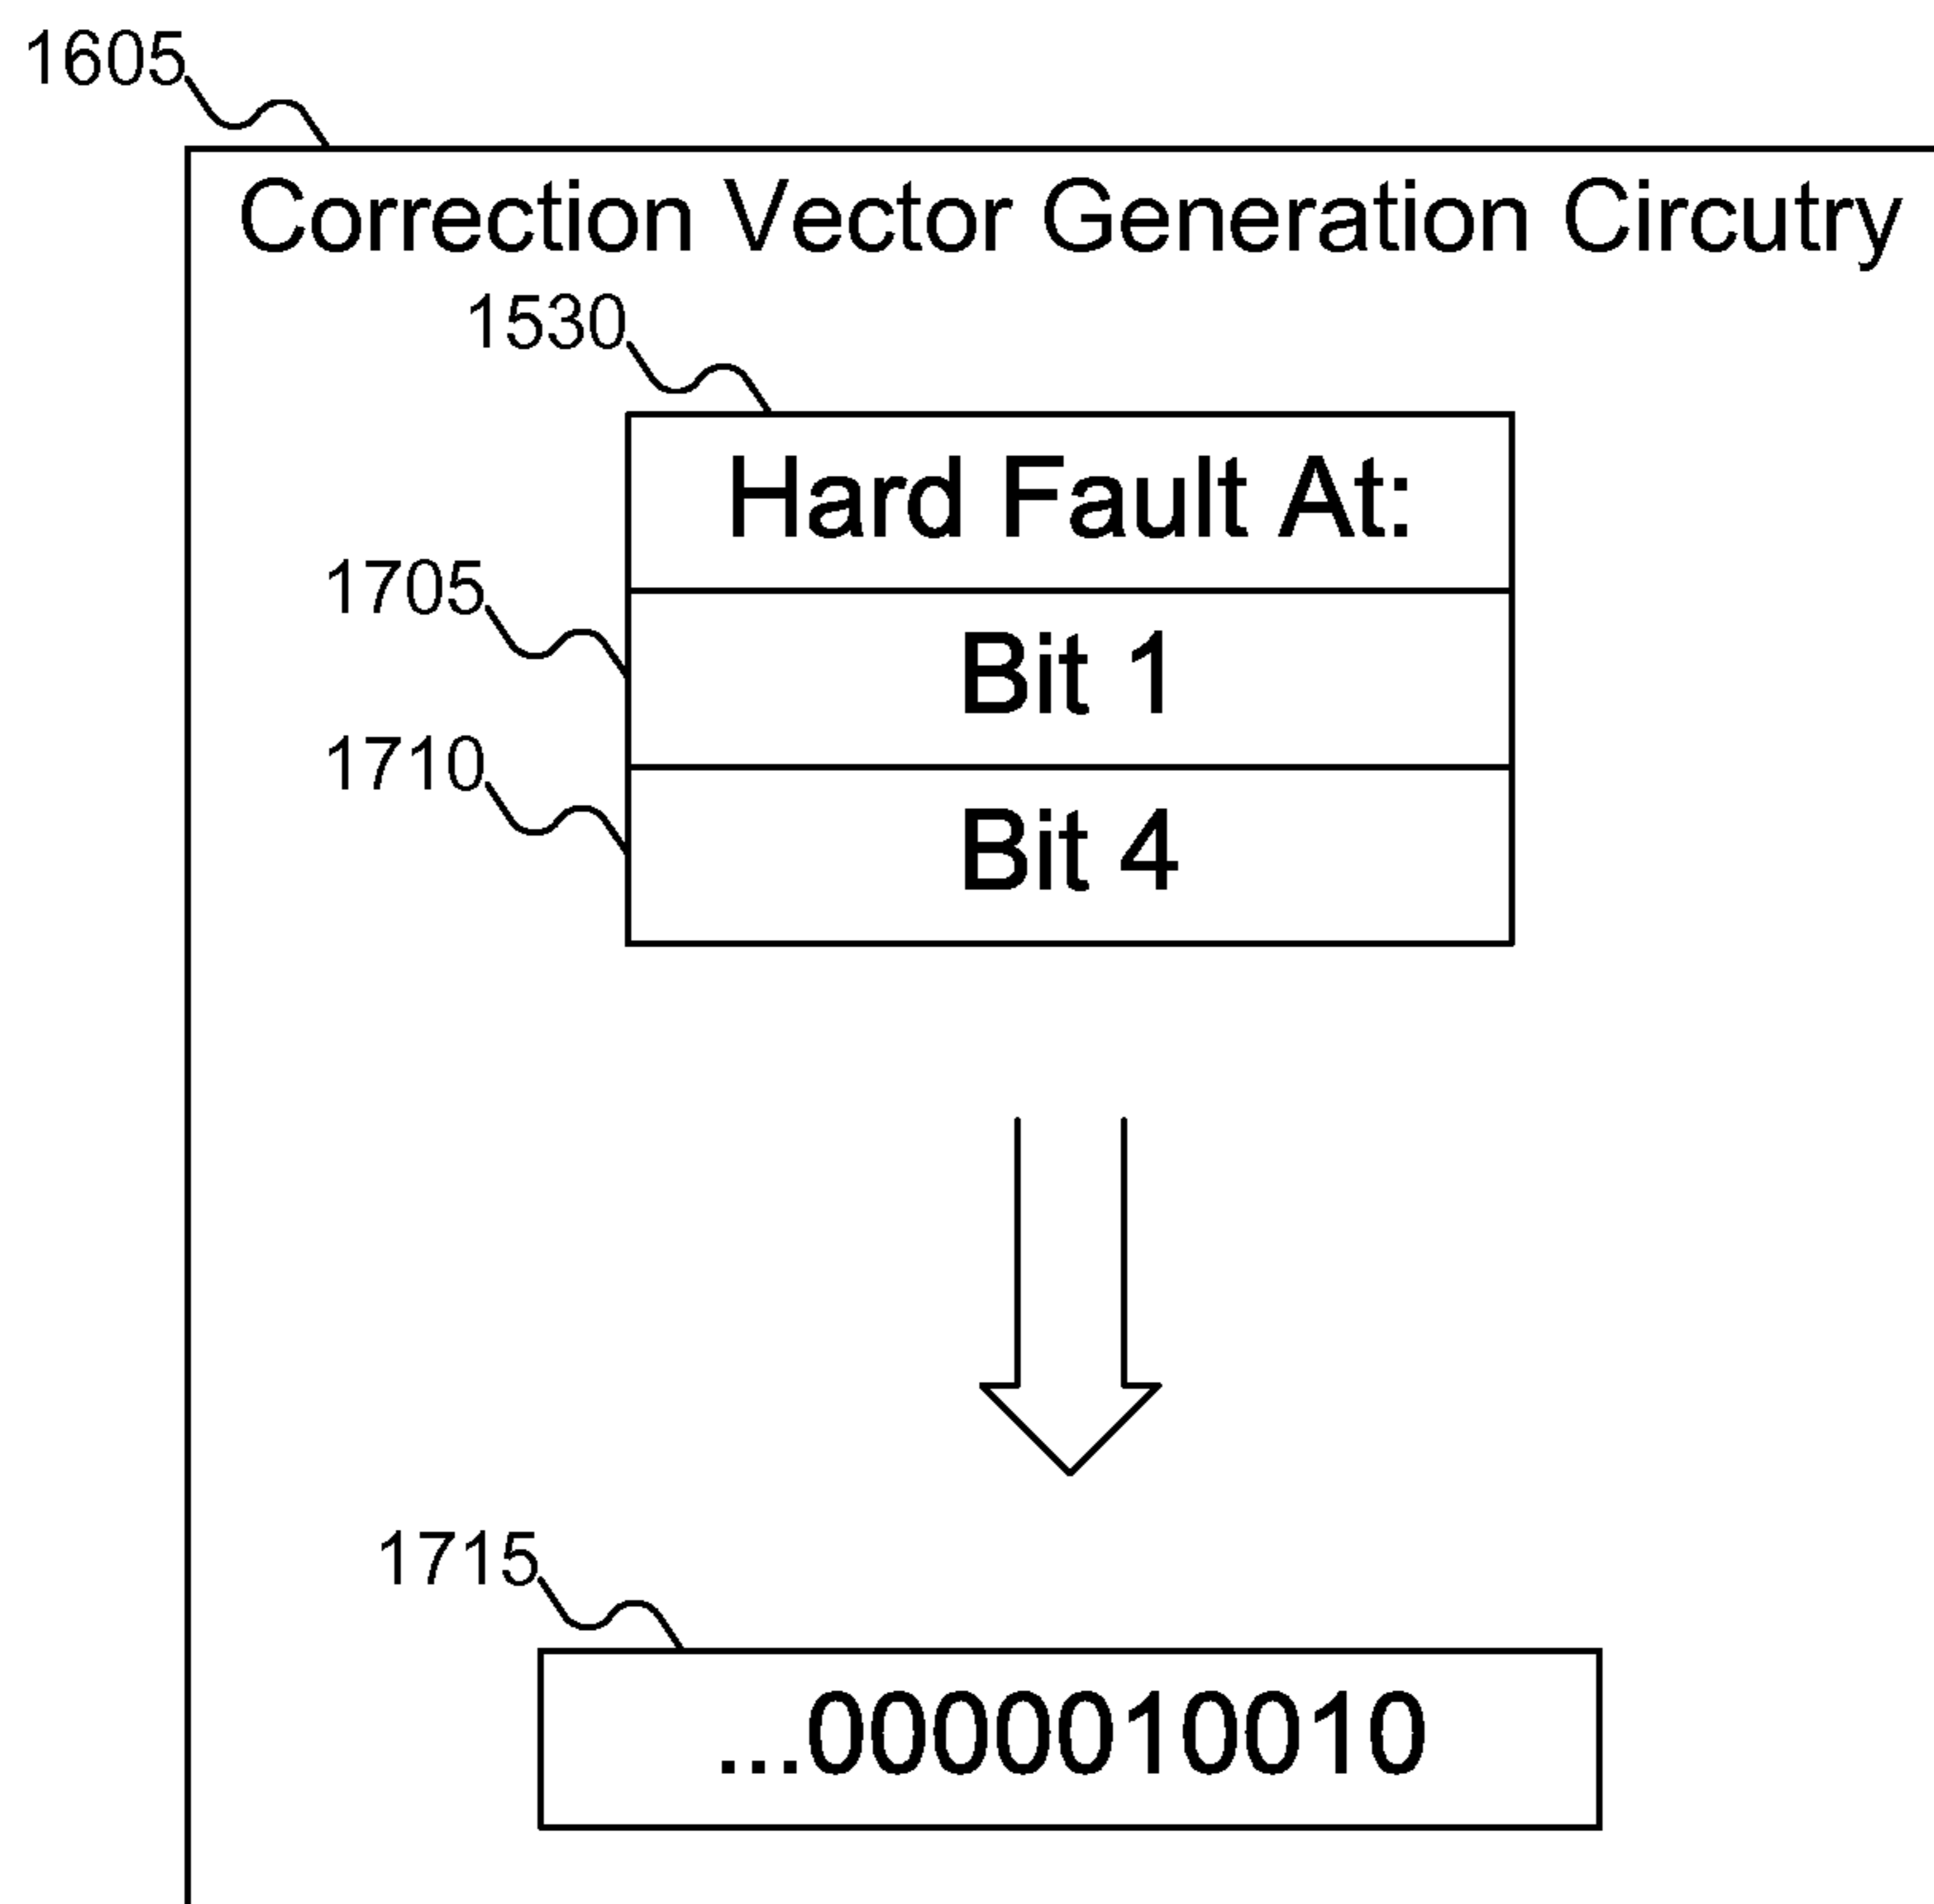 1605
Correction Vector Generation Circutry
1530
Hard Fault At:
1705
Bit 1
1710
Bit 4
1715
...0000010010